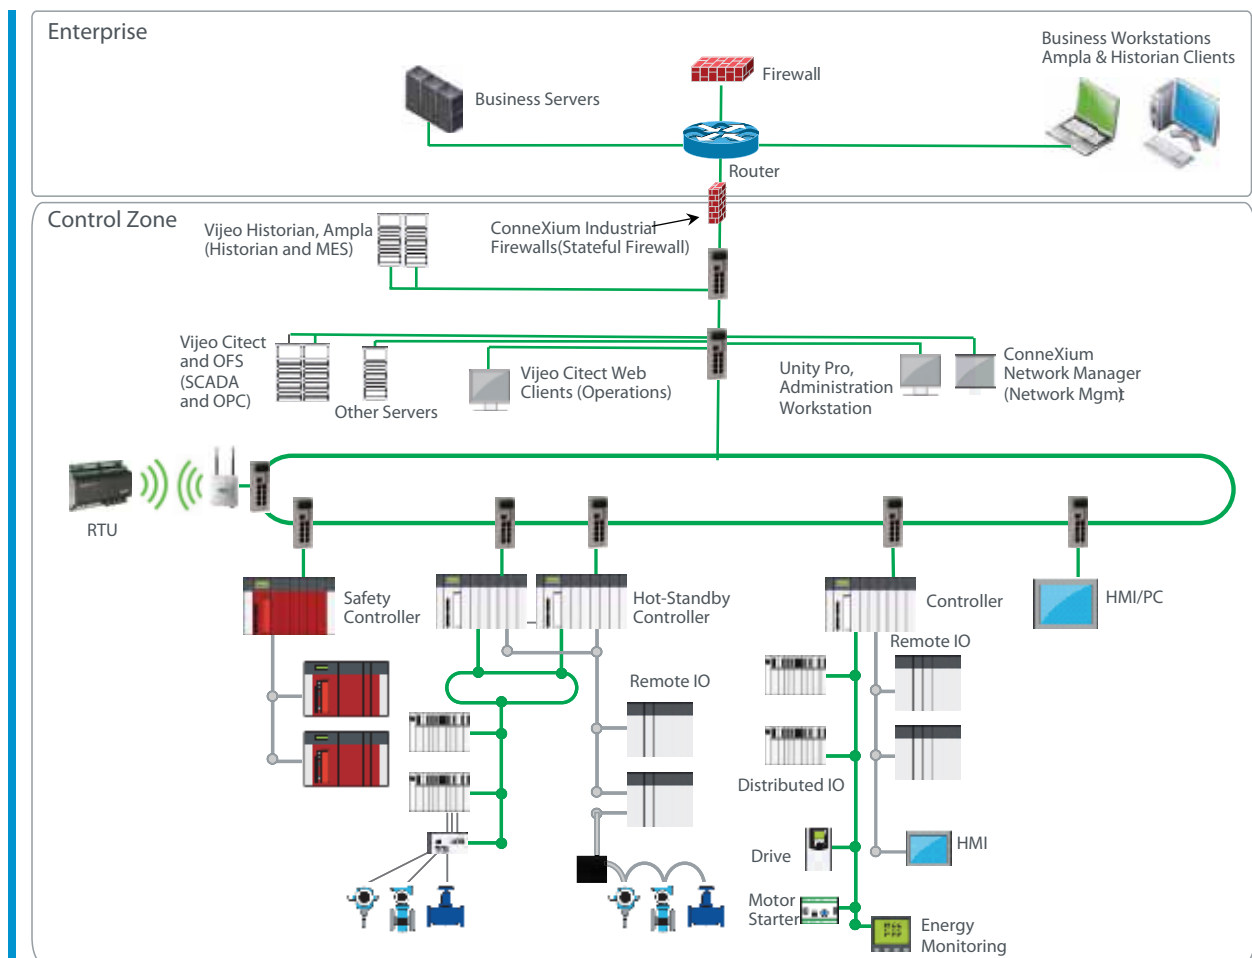 Enterprise
Business Servers
Firewall
Business Workstations
Ampla & Historian Clients
Router
Control Zone
Vijeo Historian, Ampla
(Historian and MES)
ConneXium Industrial
Firewalls(Stateful Firewall)
Vijeo Citect
and OFS
(SCADA
and OPC)
Other Servers
Vijeo Citect Web
Clients (Operations)
Unity Pro,
Administration
Workstation
ConneXium
Network Manager
(Network Mgmt)
RTU
Safety
Controller
Hot-Standby
Controller
Controller
HMI/PC
Remote IO
Remote IO
Distributed IO
Drive
HMI
Motor
Starter
Energy
Monitoring